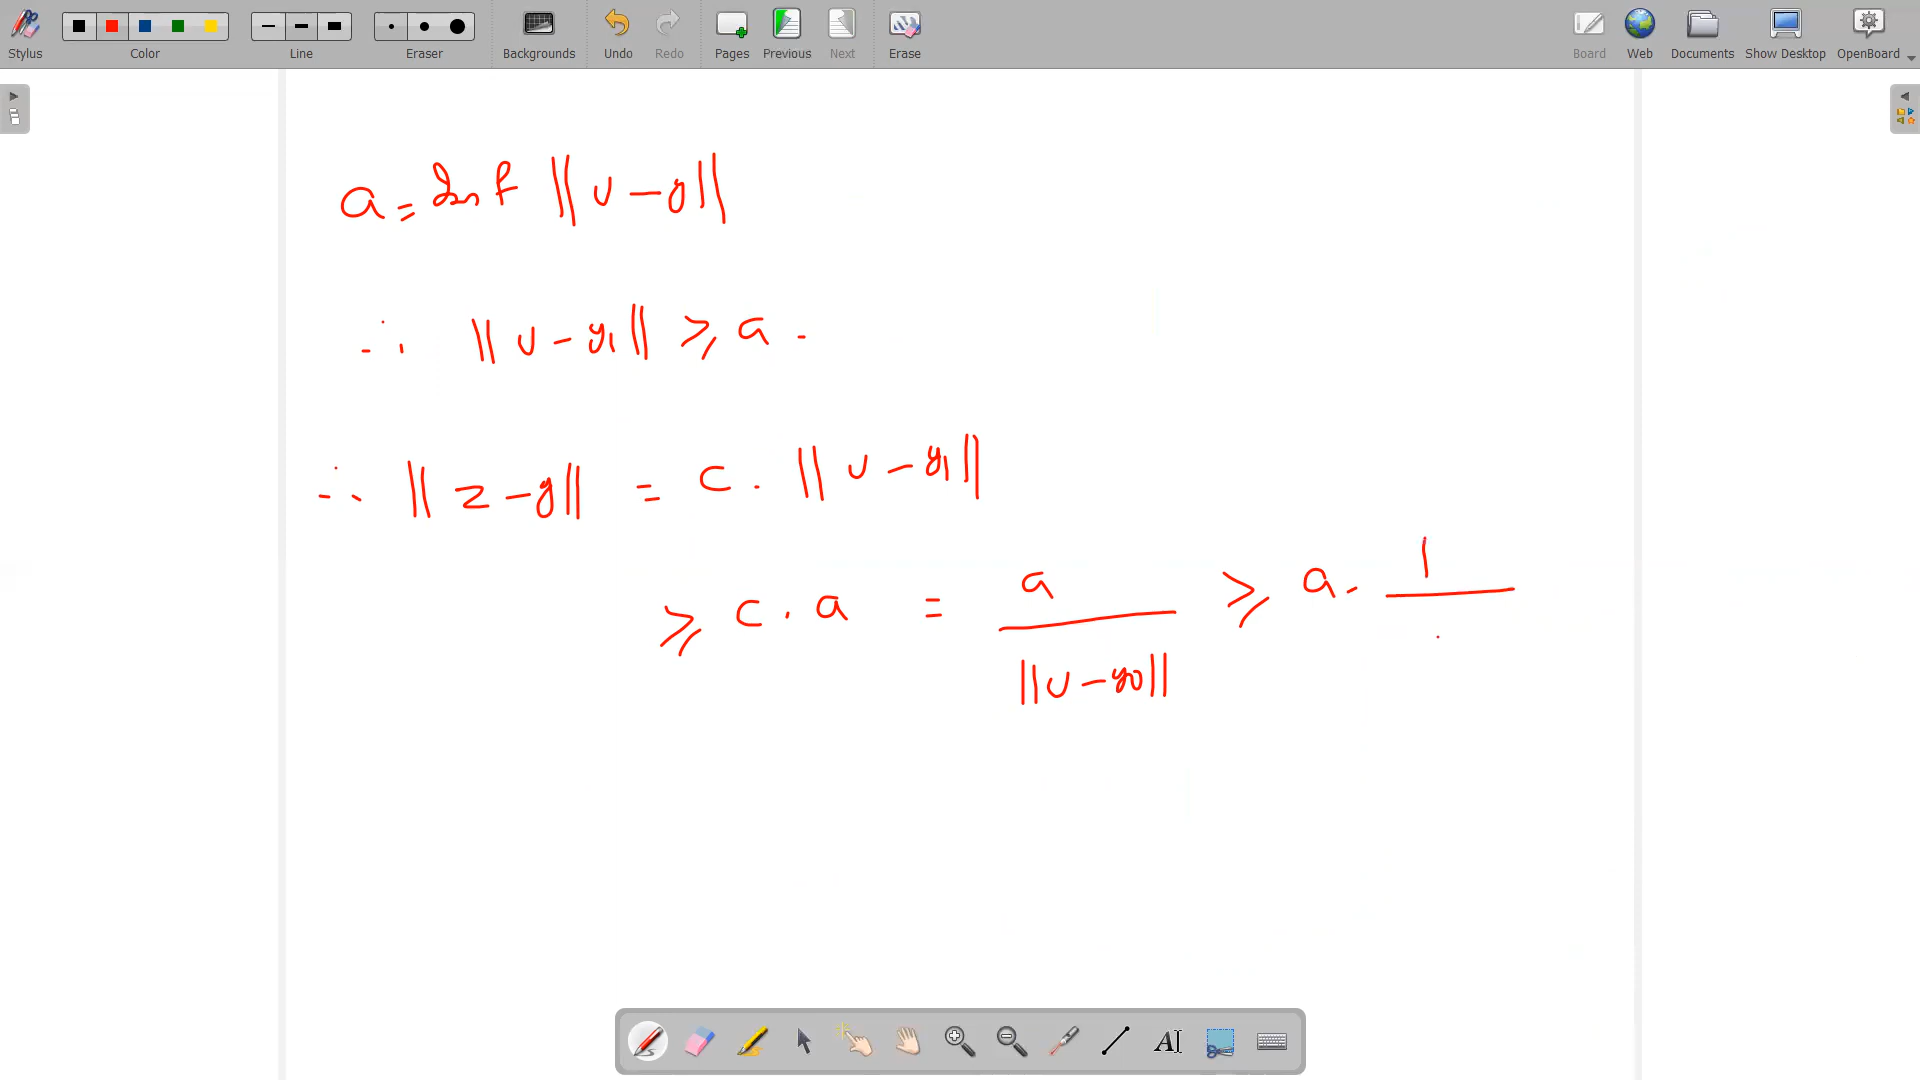 Stylus Color Line Eraser Backgrounds Undo Redo Pages Previous Next Erase Board Web Documents Show Desktop OpenBoard
a = Inf ||v - y||
∴ ||v - y₁|| ≥ a .
∴ ||z - y|| = c . ||v - y₁||
≥ c . a = a / ||v - y₀|| ≥ a . 1 /